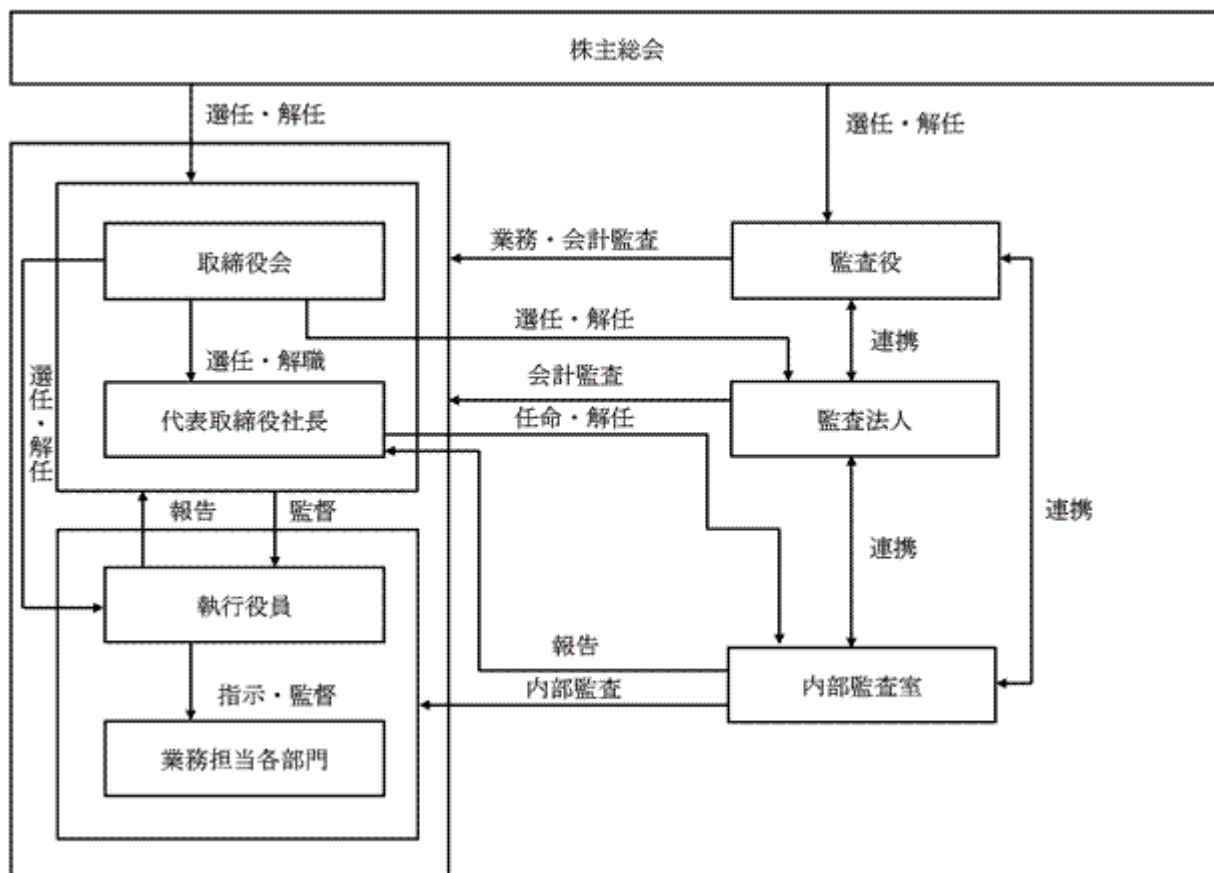 株主総会
選任・解任
選任・解任
取締役会
業務・会計監査
監査役
選任・解任
連携
選任・解職
会計監査
選任・解任
代表取締役社長
任命・解任
監査法人
報告
監督
連携
連携
執行役員
報告
指示・監督
内部監査
内部監査室
業務担当各部門